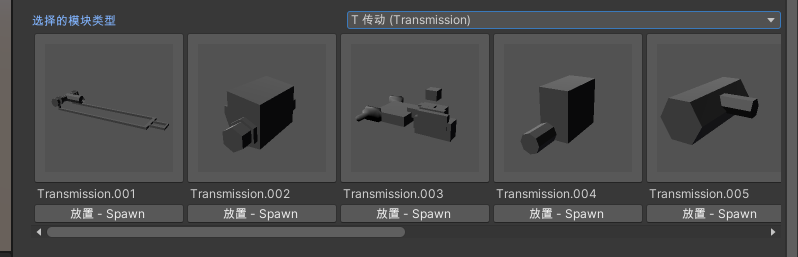 选择的模块类型
T 传动 (Transmission)
Transmission.001 Transmission.002 Transmission.003 Transmission.004 Transmission.005
放置 - Spawn 放置 - Spawn 放置 - Spawn 放置 - Spawn 放置 - Spawn